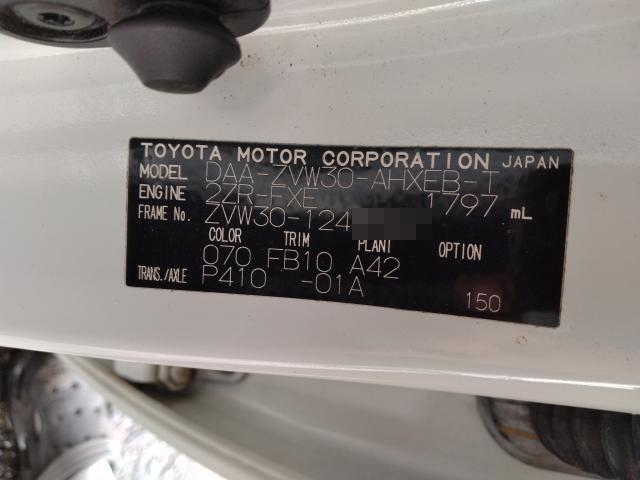 TOYOTA MOTOR CORPORATION JAPAN
MODEL DAA-ZVW30-AHXEB-T
ENGINE 2ZR-FXE 1797 mL
FRAME No. ZVW30-124
COLOR TRIM PLANT OPTION
070 FB10 A42
TRANS./AXLE P410 -01A
150